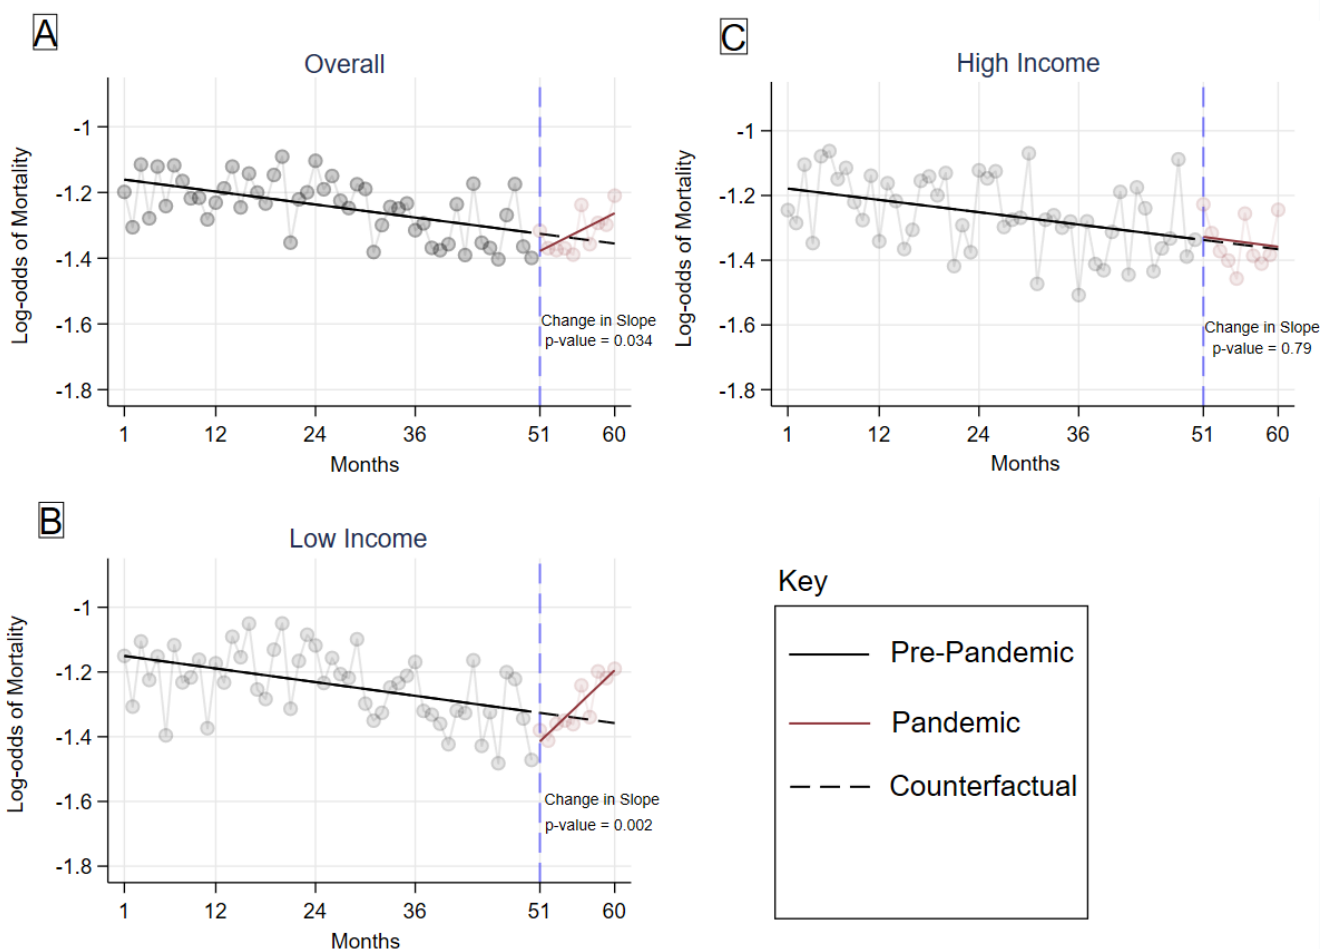 A
Overall
Log-odds of Mortality
-1
-1.2
-1.4
-1.6
-1.8
Change in Slope
p-value = 0.034
1 12 24 36 51 60
Months
C
High Income
Log-odds of Mortality
-1
-1.2
-1.4
-1.6
-1.8
Change in Slope
p-value = 0.79
1 12 24 36 51 60
Months
B
Low Income
Log-odds of Mortality
-1
-1.2
-1.4
-1.6
-1.8
Change in Slope
p-value = 0.002
1 12 24 36 51 60
Months
Key
Pre-Pandemic
Pandemic
Counterfactual